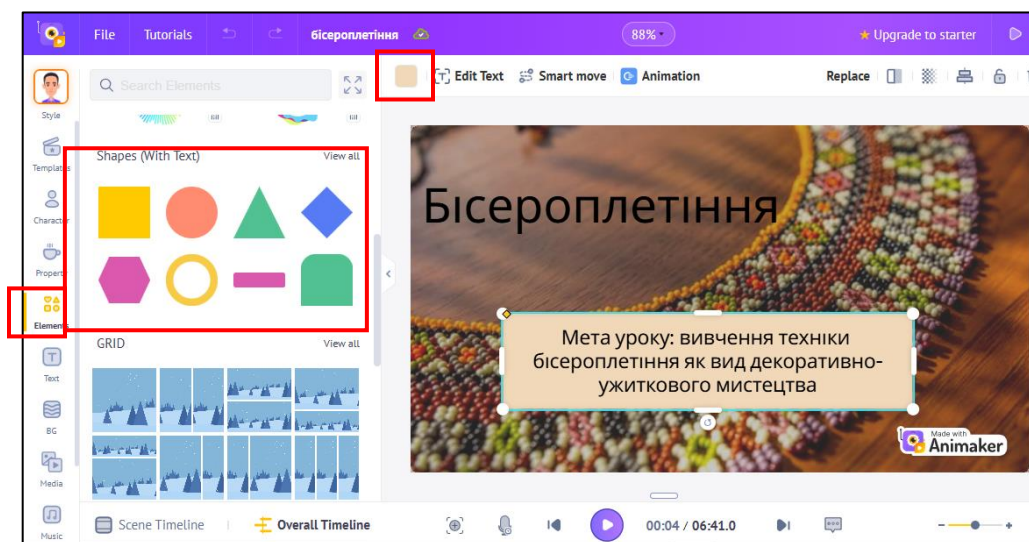 File Tutorials бісероплетіння 88% Upgrade to starter
Search Elements Edit Text Smart move Animation Replace
Style
Shapes (With Text) View all
Templates
Character
Elements
GRID View all
Text
BG
Media
Music
Бісероплетіння
Мета уроку: вивчення техніки
бісероплетіння як вид декоративно-
ужиткового мистецтва
Made with
Animaker
Scene Timeline Overall Timeline 00:04 / 06:41.0